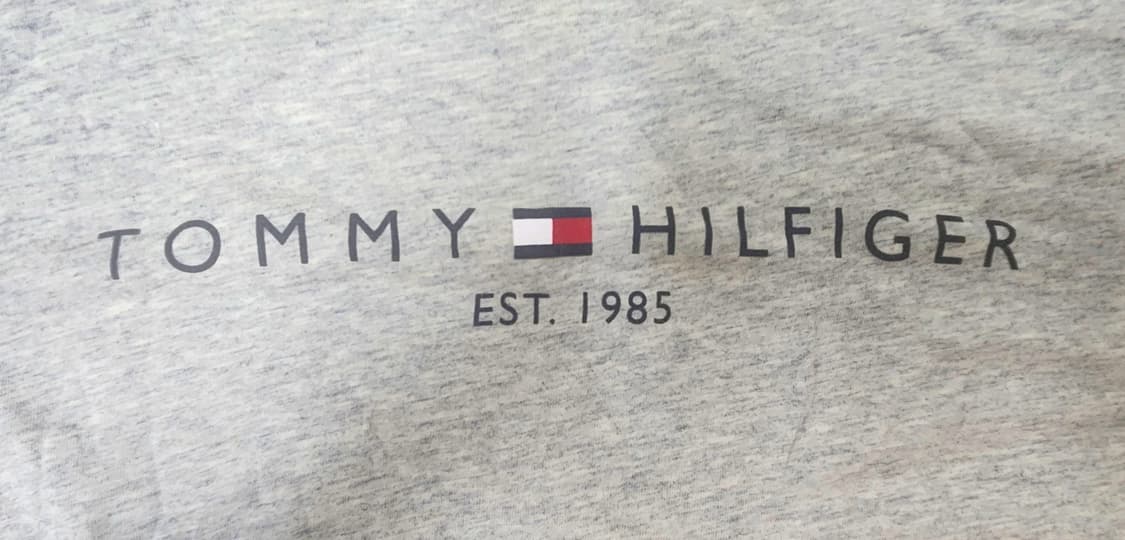 TOMMY HILFIGER
EST. 1985